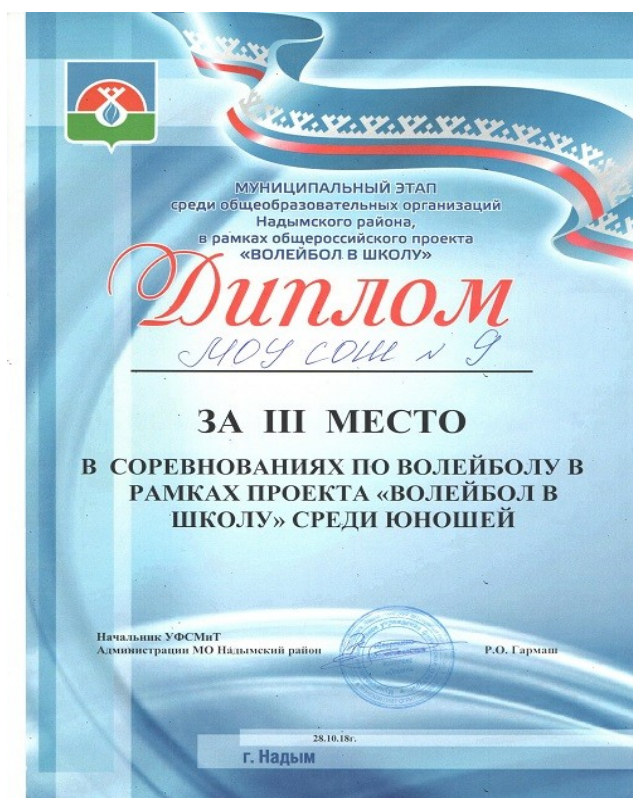 МУНИЦИПАЛЬНЫЙ ЭТАП
среди общеобразовательных организаций
Надымского района,
в рамках общероссийского проекта
«ВОЛЕЙБОЛ В ШКОЛУ»
Диплом
МОУ СОШ № 9
ЗА III МЕСТО
В СОРЕВНОВАНИЯХ ПО ВОЛЕЙБОЛУ В
РАМКАХ ПРОЕКТА «ВОЛЕЙБОЛ В
ШКОЛУ» СРЕДИ ЮНОШЕЙ
Начальник УФСМиТ
Администрации МО Надымский район
Р.О. Гармаш
28.10.18г.
г. Надым